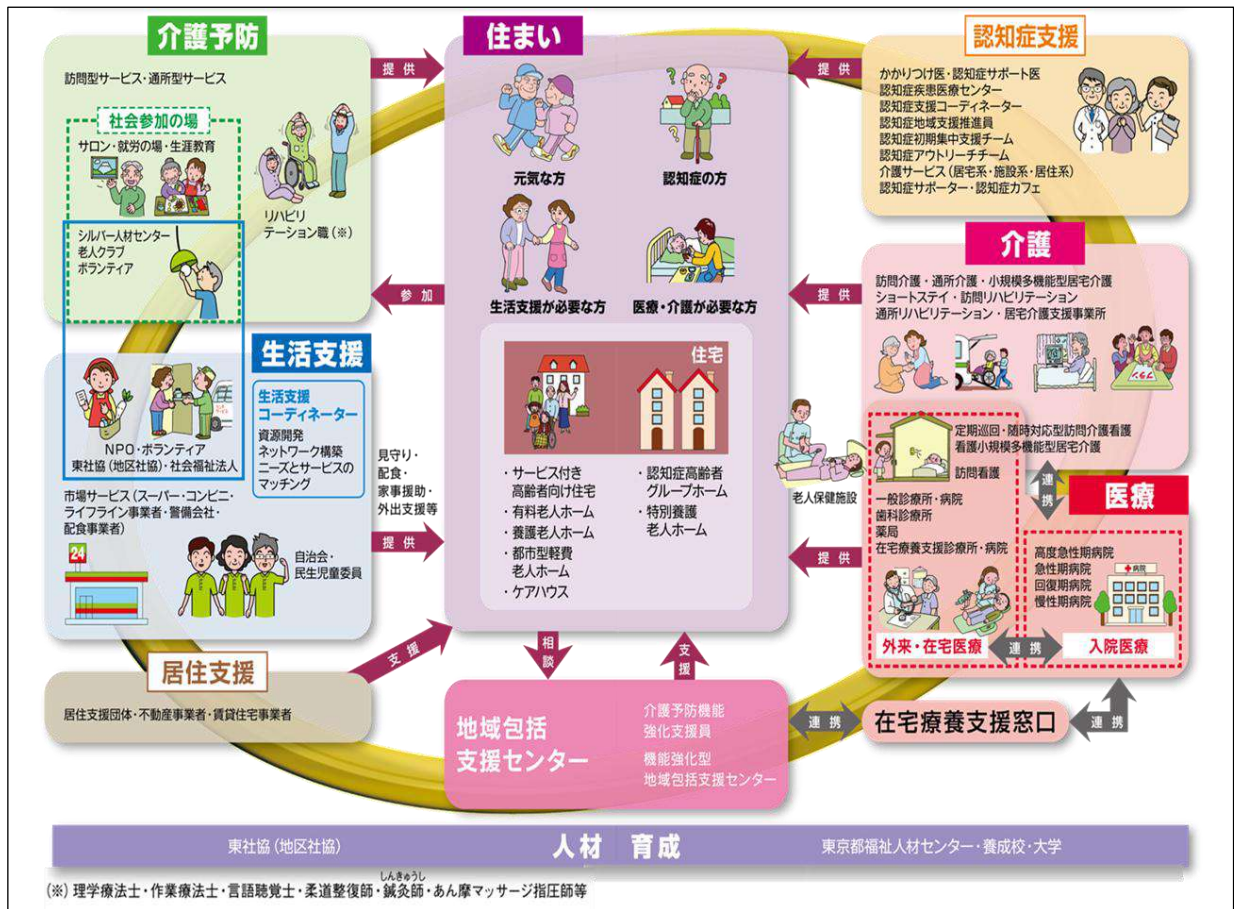 介護予防
訪問型サービス・通所型サービス
社会参加の場
サロン・就労の場・生涯教育
リハビリ
テーション職（※）
シルバー人材センター
老人クラブ
ボランティア
生活支援
NPO・ボランティア
東社協（地区社協）・社会福祉法人
生活支援
コーディネーター
資源開発
ネットワーク構築
ニーズとサービスの
マッチング
市場サービス（スーパー・コンビニ・
ライフライン事業者・警備会社・
配食事業者）
24
自治会・
民生児童委員
居住支援
居住支援団体・不動産事業者・賃貸住宅事業者
提供
参加
見守り・
配食・
家事援助・
外出支援等
提供
支援
住まい
元気な方
認知症の方
生活支援が必要な方
医療・介護が必要な方
住宅
・サービス付き
高齢者向け住宅
・有料老人ホーム
・養護老人ホーム
・都市型軽費
老人ホーム
・ケアハウス
・認知症高齢者
グループホーム
・特別養護
老人ホーム
相談
支援
地域包括
支援センター
介護予防機能
強化支援員
機能強化型
地域包括支援センター
提供
提供
老人保健施設
提供
認知症支援
かかりつけ医・認知症サポート医
認知症疾患医療センター
認知症支援コーディネーター
認知症地域支援推進員
認知症初期集中支援チーム
認知症アウトリーチチーム
介護サービス（居宅系・施設系・居住系）
認知症サポーター・認知症カフェ
介護
訪問介護・通所介護・小規模多機能型居宅介護
ショートステイ・訪問リハビリテーション
通所リハビリテーション・居宅介護支援事業所
プラン
定期巡回・随時対応型訪問介護看護
看護小規模多機能型居宅介護
訪問看護
連携
医療
一般診療所・病院
歯科診療所
薬局
在宅療養支援診療所・病院
外来・在宅医療
連携
高度急性期病院
急性期病院
回復期病院
慢性期病院
病院
入院医療
連携
在宅療養支援窓口
連携
東社協（地区社協）
人材 育成
東京都福祉人材センター・養成校・大学
しんきゅうし
（※）理学療法士・作業療法士・言語聴覚士・柔道整復師・鍼灸師・あん摩マッサージ指圧師等